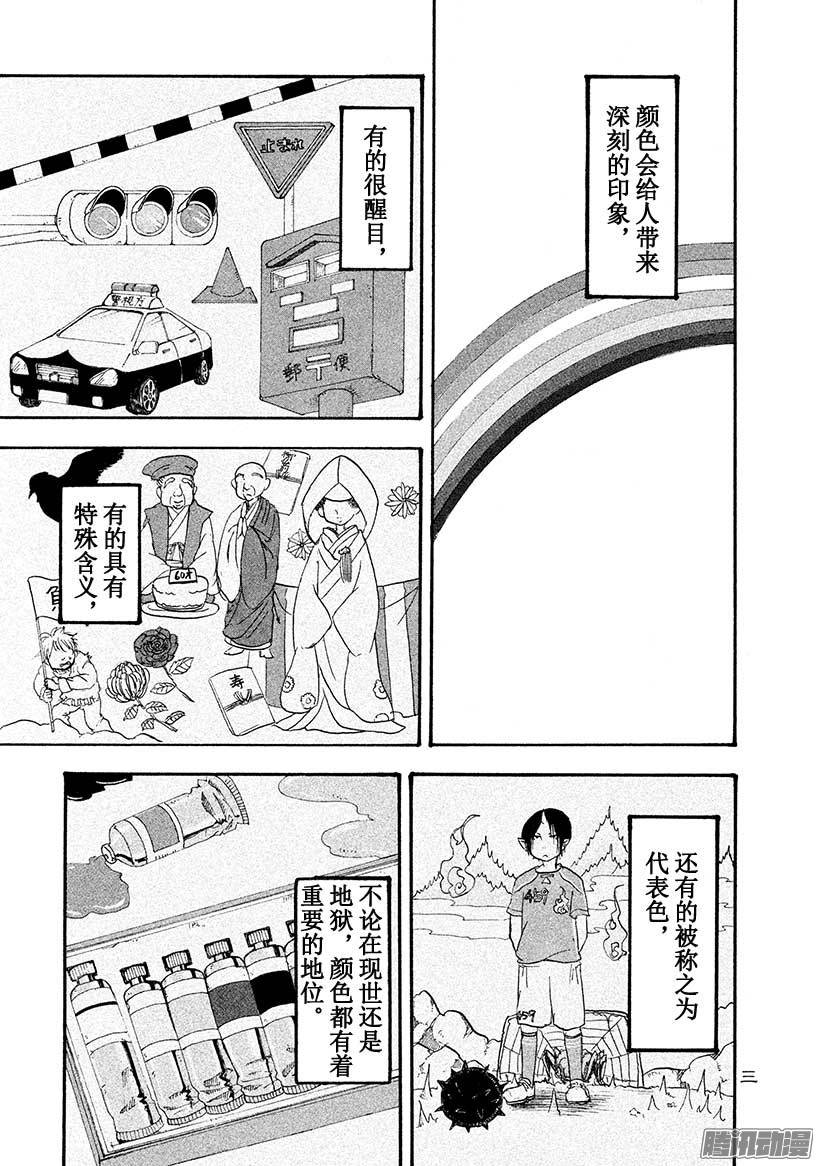 颜色会给人带来
深刻的印象，
有的很醒目，
止まれ
警視庁
郵便
有的具有
特殊含义，
60才
寿
还有的被称之为
代表色，
459
不论在现世还是
地狱，颜色都有着
重要的地位。
三
腾讯动漫